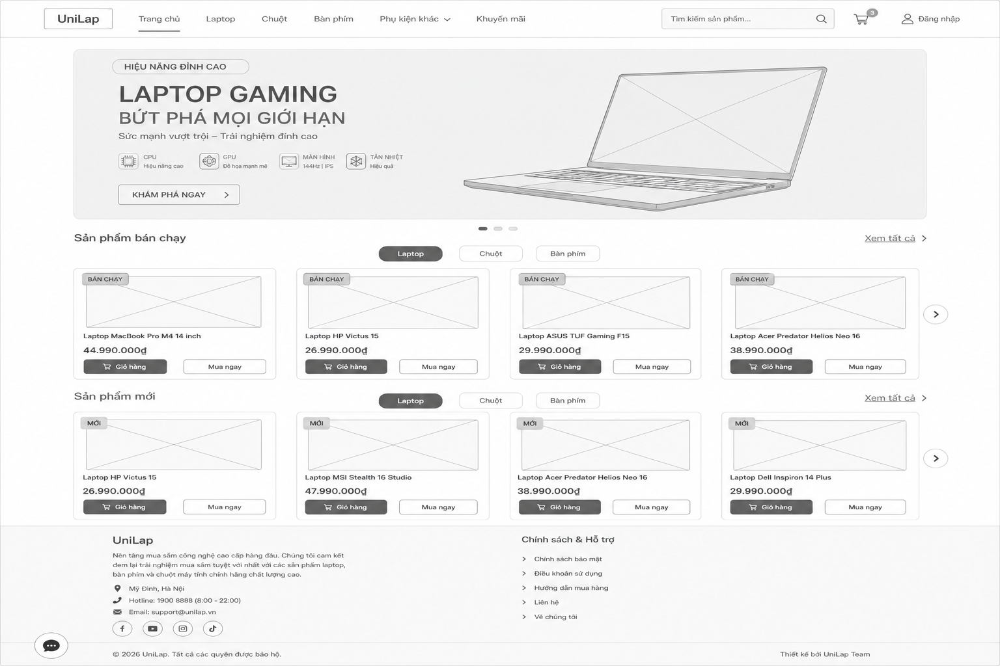 UniLap
Trang chủ
Laptop
Chuột
Bàn phím
Phụ kiện khác
Khuyến mãi
Tìm kiếm sản phẩm...
3
Đăng nhập
HIỆU NĂNG ĐỈNH CAO
LAPTOP GAMING
BỨT PHÁ MỌI GIỚI HẠN
Sức mạnh vượt trội – Trải nghiệm đỉnh cao
CPU
Hiệu năng cao
GPU
Đồ họa mạnh mẽ
MÀN HÌNH
144Hz | IPS
TẢN NHIỆT
Hiệu quả
KHÁM PHÁ NGAY
Sản phẩm bán chạy
Xem tất cả
Laptop
Chuột
Bàn phím
BÁN CHẠY
Laptop MacBook Pro M4 14 inch
44.990.000₫
Giỏ hàng
Mua ngay
BÁN CHẠY
Laptop HP Victus 15
26.990.000₫
Giỏ hàng
Mua ngay
BÁN CHẠY
Laptop ASUS TUF Gaming F15
29.990.000₫
Giỏ hàng
Mua ngay
BÁN CHẠY
Laptop Acer Predator Helios Neo 16
38.990.000₫
Giỏ hàng
Mua ngay
Sản phẩm mới
Laptop
Chuột
Bàn phím
Xem tất cả
MỚI
Laptop HP Victus 15
26.990.000₫
Giỏ hàng
Mua ngay
MỚI
Laptop MSI Stealth 16 Studio
47.990.000₫
Giỏ hàng
Mua ngay
MỚI
Laptop Acer Predator Helios Neo 16
38.990.000₫
Giỏ hàng
Mua ngay
MỚI
Laptop Dell Inspiron 14 Plus
29.990.000₫
Giỏ hàng
Mua ngay
UniLap
Nền tảng mua sắm công nghệ cao cấp hàng đầu. Chúng tôi cam kết
đem lại trải nghiệm mua sắm tuyệt vời nhất với các sản phẩm laptop,
bàn phím và chuột máy tính chính hãng chất lượng cao.
Mỹ Đình, Hà Nội
Hotline: 1900 8888 (8:00 - 22:00)
Email: support@unilap.vn
Chính sách & Hỗ trợ
Chính sách bảo mật
Điều khoản sử dụng
Hướng dẫn mua hàng
Liên hệ
Về chúng tôi
© 2026 UniLap. Tất cả các quyền được bảo hộ.
Thiết kế bởi UniLap Team